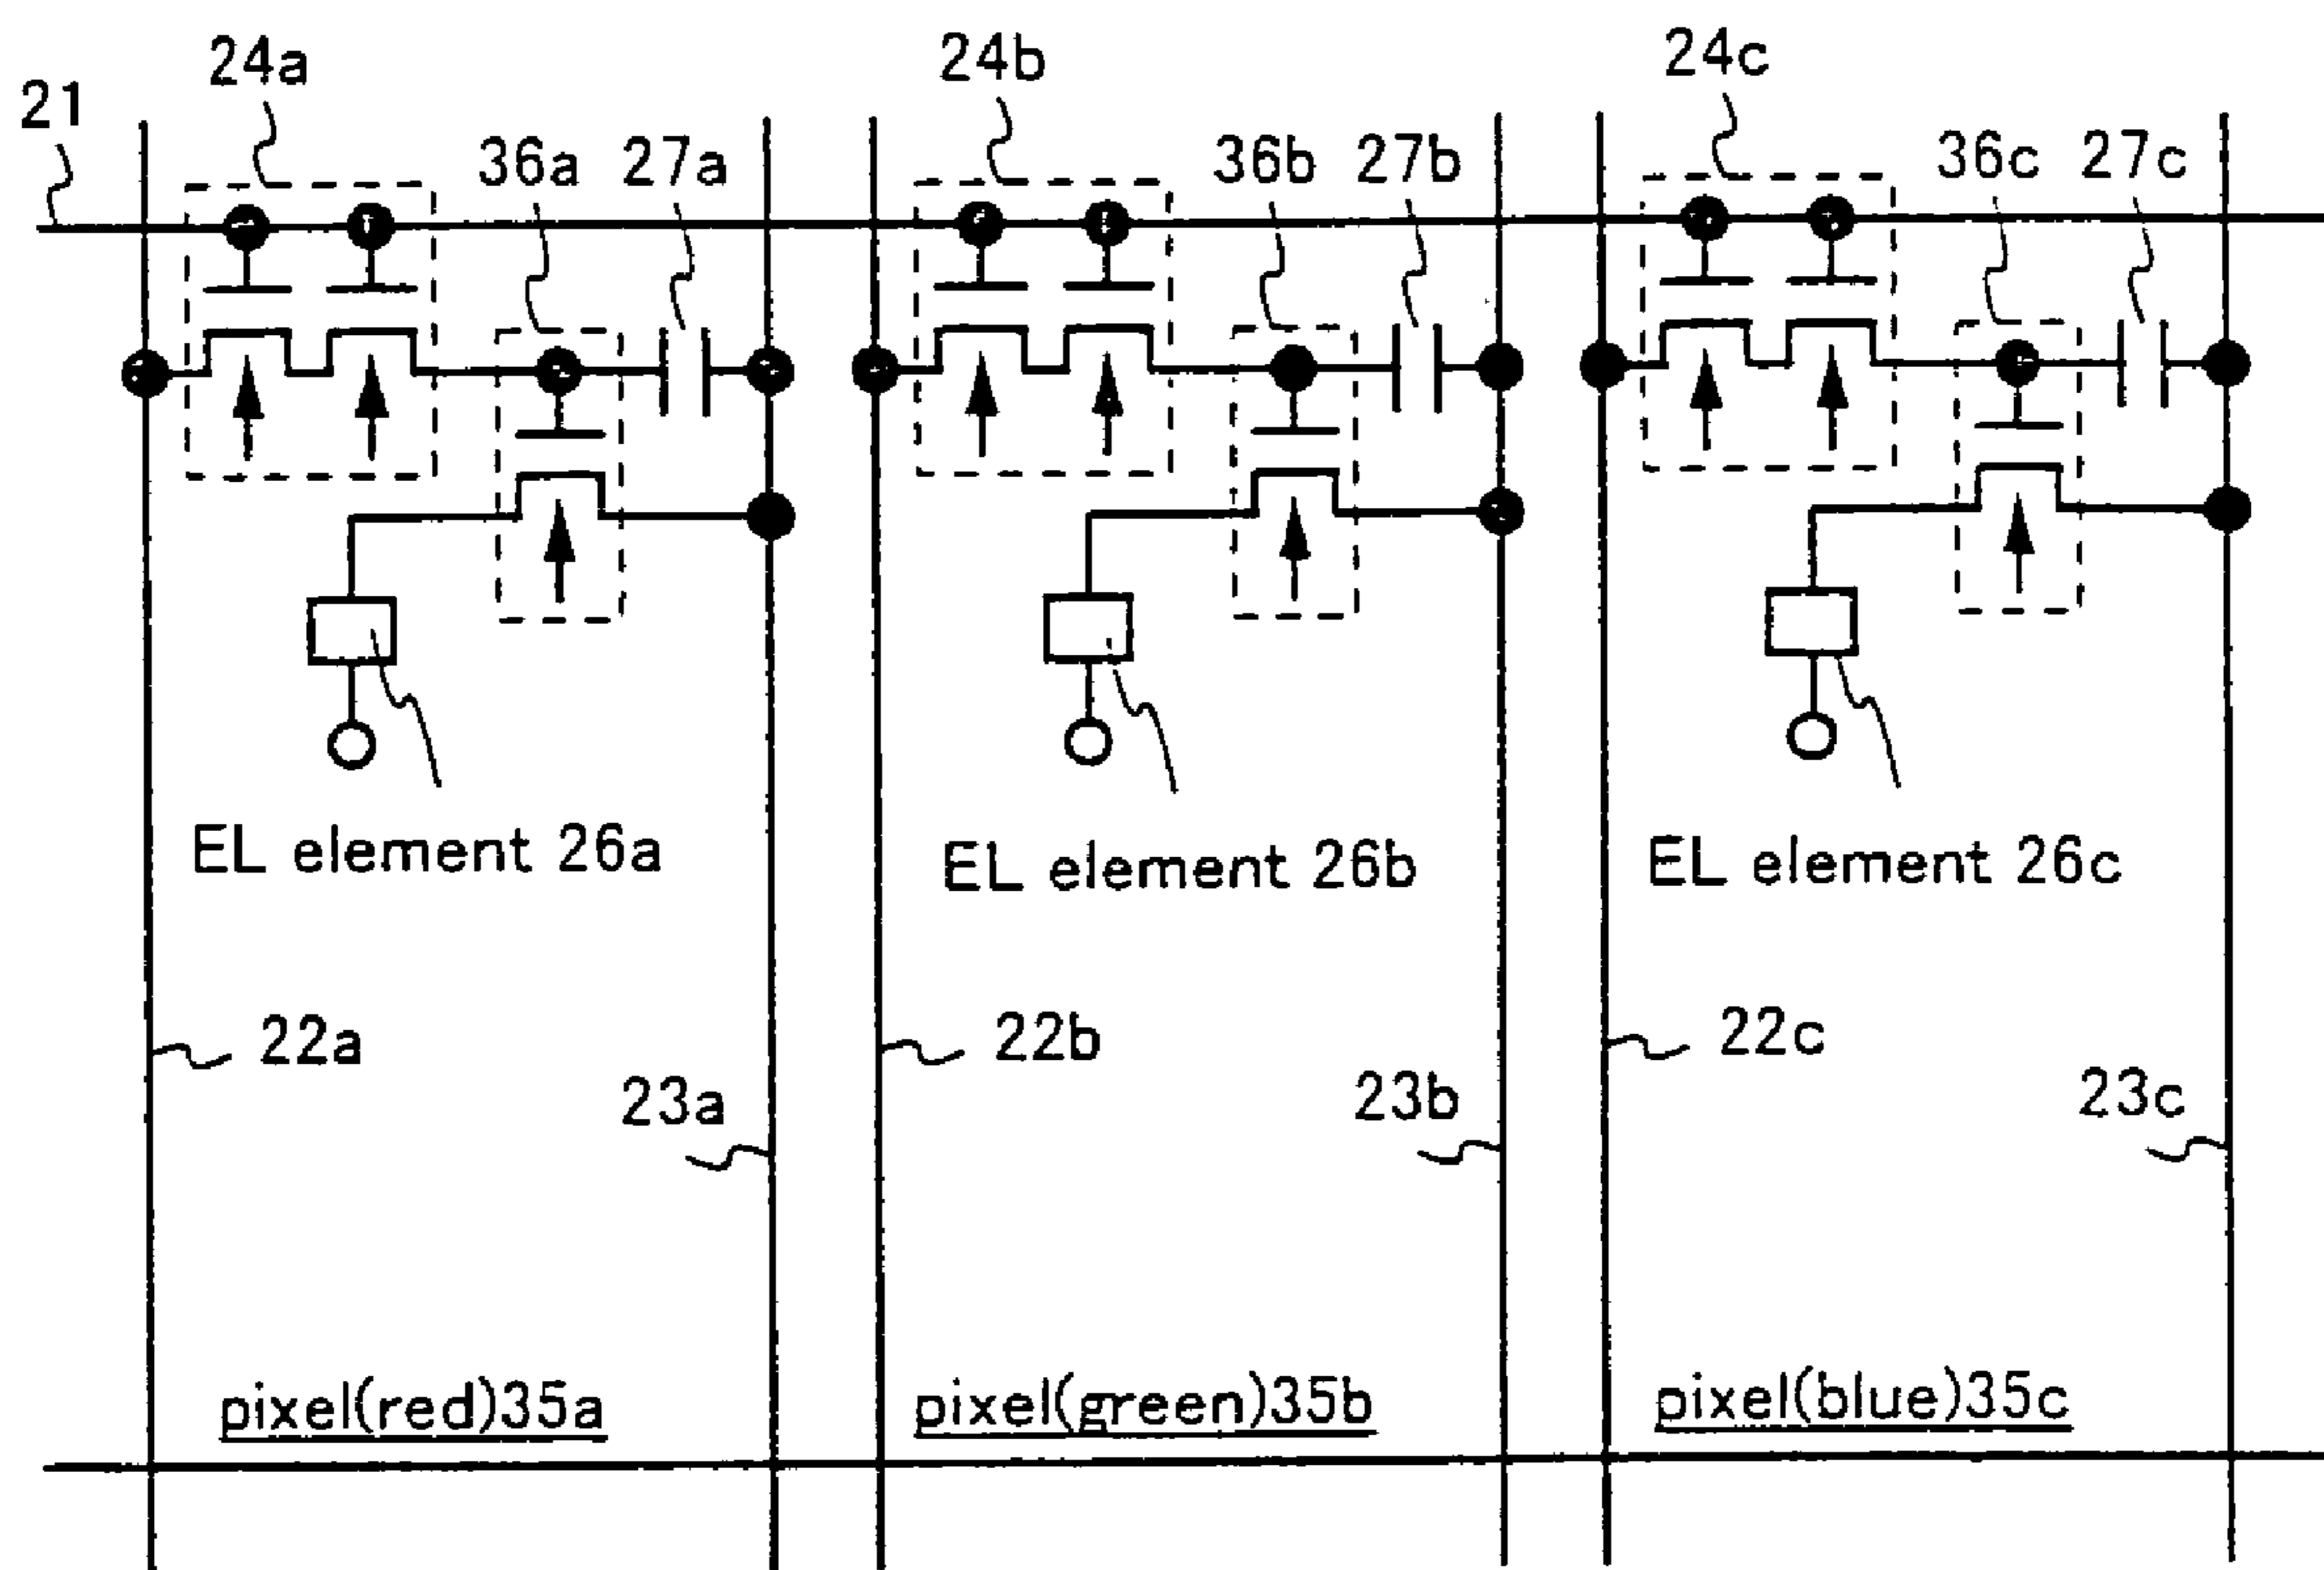 24a
24b
24c
21
36a
27a
36b
27b
36c
27c
EL element 26a
EL element 26b
EL element 26c
22a
22b
22c
23a
23b
23c
pixel(red)35a
pixel(green)35b
pixel(blue)35c